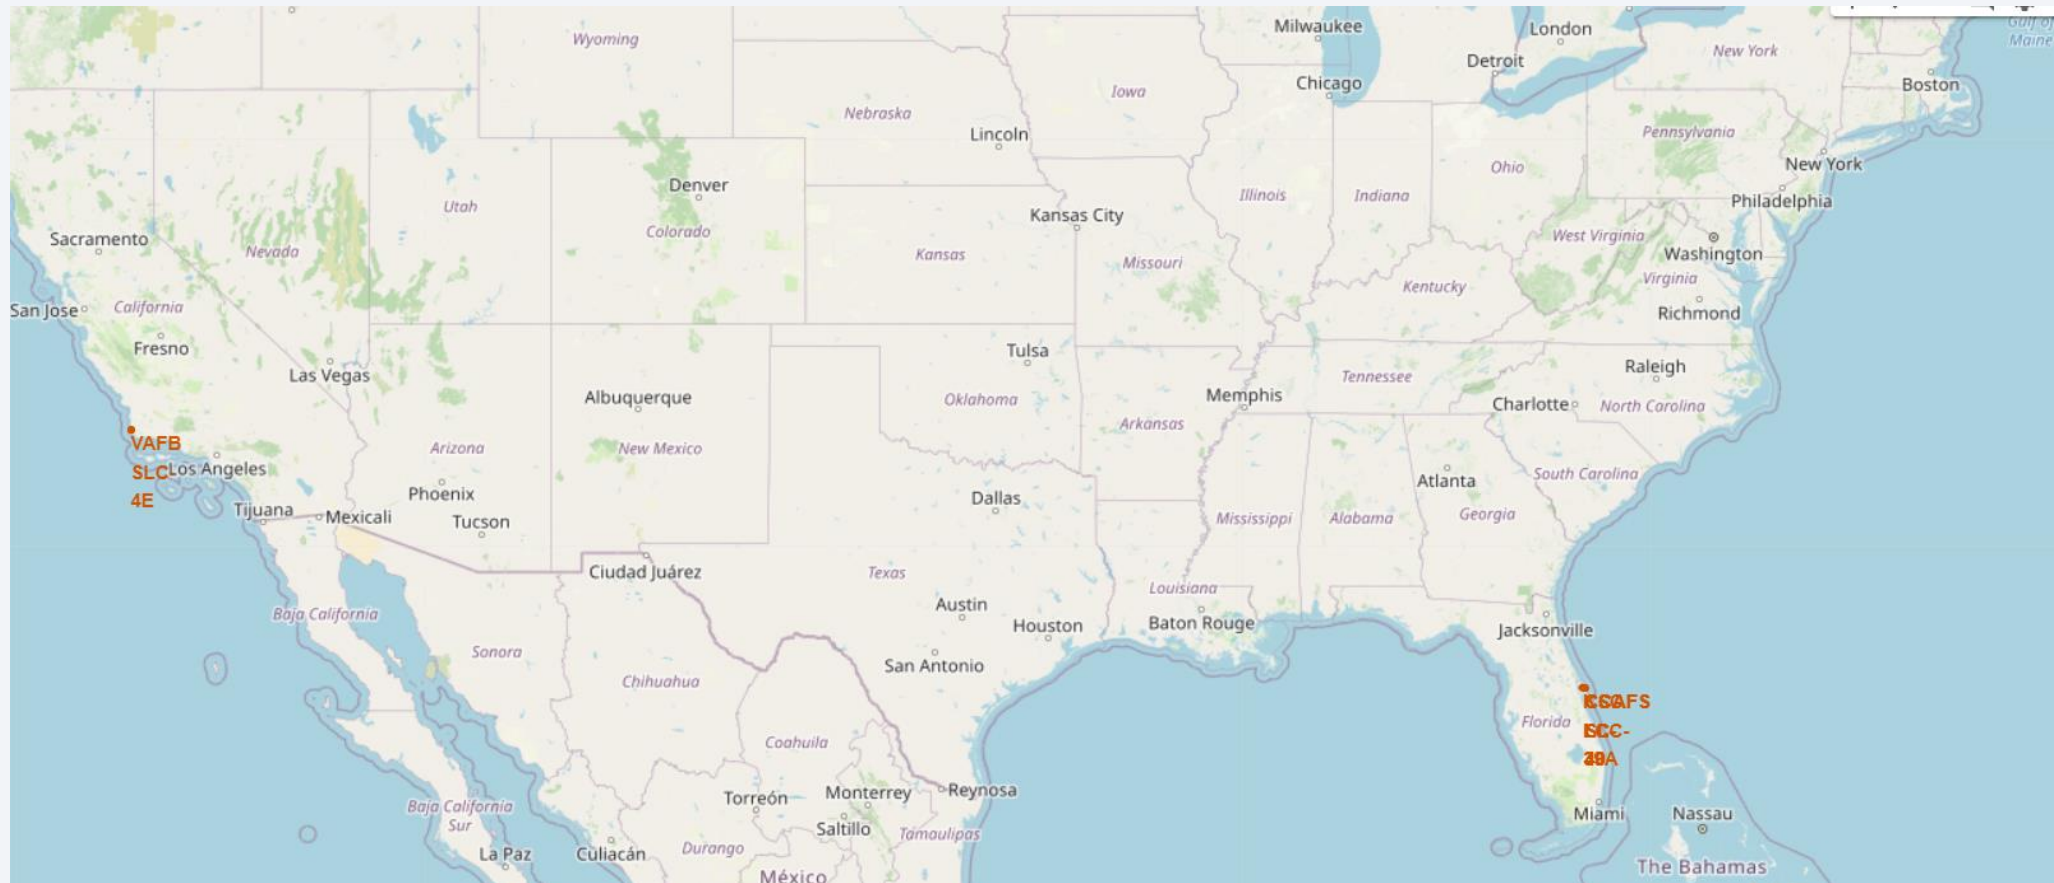 Wyoming
Milwaukee
London
New York
Gulf of
Maine
Detroit
Chicago
Boston
Iowa
Nebraska
Lincoln
Pennsylvania
Ohio
New York
Denver
Utah
Illinois
Indiana
Philadelphia
Kansas City
Sacramento
Colorado
Nevada
Kansas
Missouri
West Virginia
Washington
Virginia
Kentucky
San Jose
California
Richmond
Fresno
Tulsa
Las Vegas
Tennessee
Raleigh
Albuquerque
Oklahoma
Memphis
Charlotte
North Carolina
Arkansas
VAFB
SLC-
4E
Los Angeles
Arizona
New Mexico
South Carolina
Atlanta
Phoenix
Dallas
Tijuana
Mexicali
Tucson
Mississippi
Alabama
Georgia
Ciudad Juárez
Texas
Louisiana
Baja California
Austin
Houston
Baton Rouge
Jacksonville
Sonora
San Antonio
Chihuahua
Florida
Coahuila
Torreón
Monterrey
Reynosa
Baja California
Sur
Saltillo
Tamaulipas
Miami
Nassau
La Paz
Culiacán
Durango
México
The Bahamas